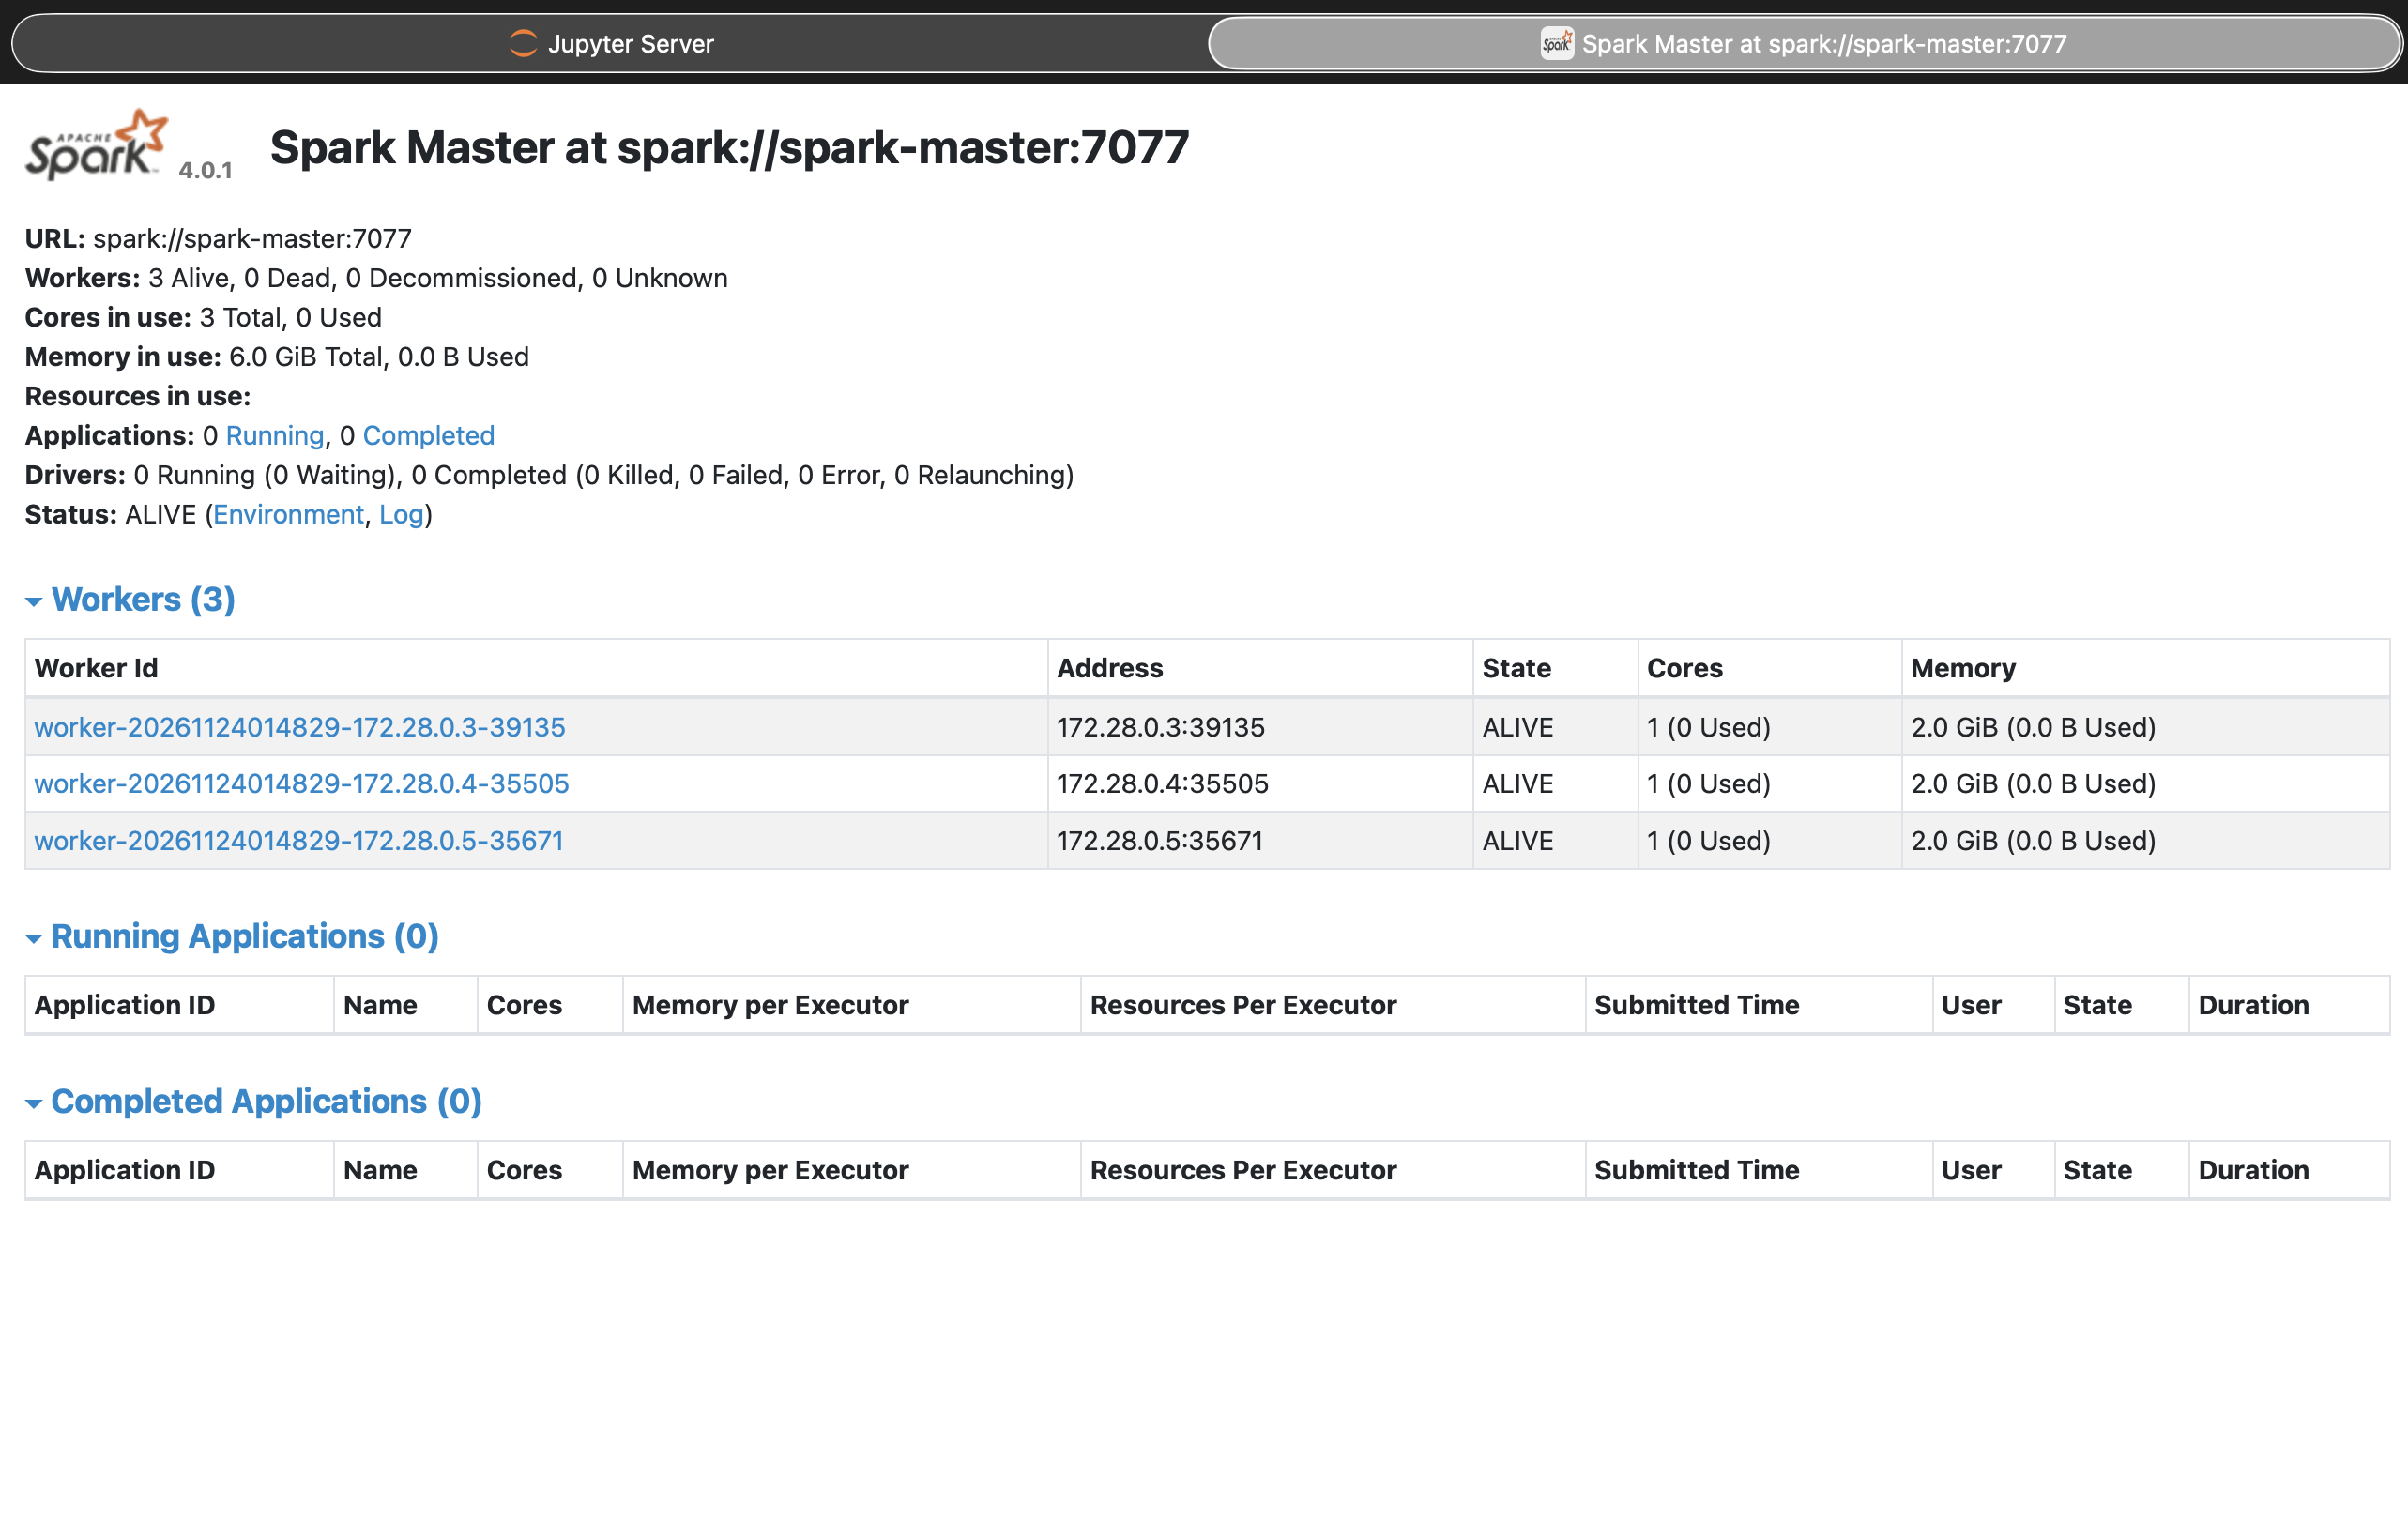 Jupyter Server
Spark Spark Master at spark://spark-master:7077
APACHE
Spark 4.0.1 Spark Master at spark://spark-master:7077
URL: spark://spark-master:7077
Workers: 3 Alive, 0 Dead, 0 Decommissioned, 0 Unknown
Cores in use: 3 Total, 0 Used
Memory in use: 6.0 GiB Total, 0.0 B Used
Resources in use:
Applications: 0 Running, 0 Completed
Drivers: 0 Running (0 Waiting), 0 Completed (0 Killed, 0 Failed, 0 Error, 0 Relaunching)
Status: ALIVE (Environment, Log)
Workers (3)
Worker Id Address State Cores Memory
worker-20261124014829-172.28.0.3-39135 172.28.0.3:39135 ALIVE 1 (0 Used) 2.0 GiB (0.0 B Used)
worker-20261124014829-172.28.0.4-35505 172.28.0.4:35505 ALIVE 1 (0 Used) 2.0 GiB (0.0 B Used)
worker-20261124014829-172.28.0.5-35671 172.28.0.5:35671 ALIVE 1 (0 Used) 2.0 GiB (0.0 B Used)
Running Applications (0)
Application ID Name Cores Memory per Executor Resources Per Executor Submitted Time User State Duration
Completed Applications (0)
Application ID Name Cores Memory per Executor Resources Per Executor Submitted Time User State Duration